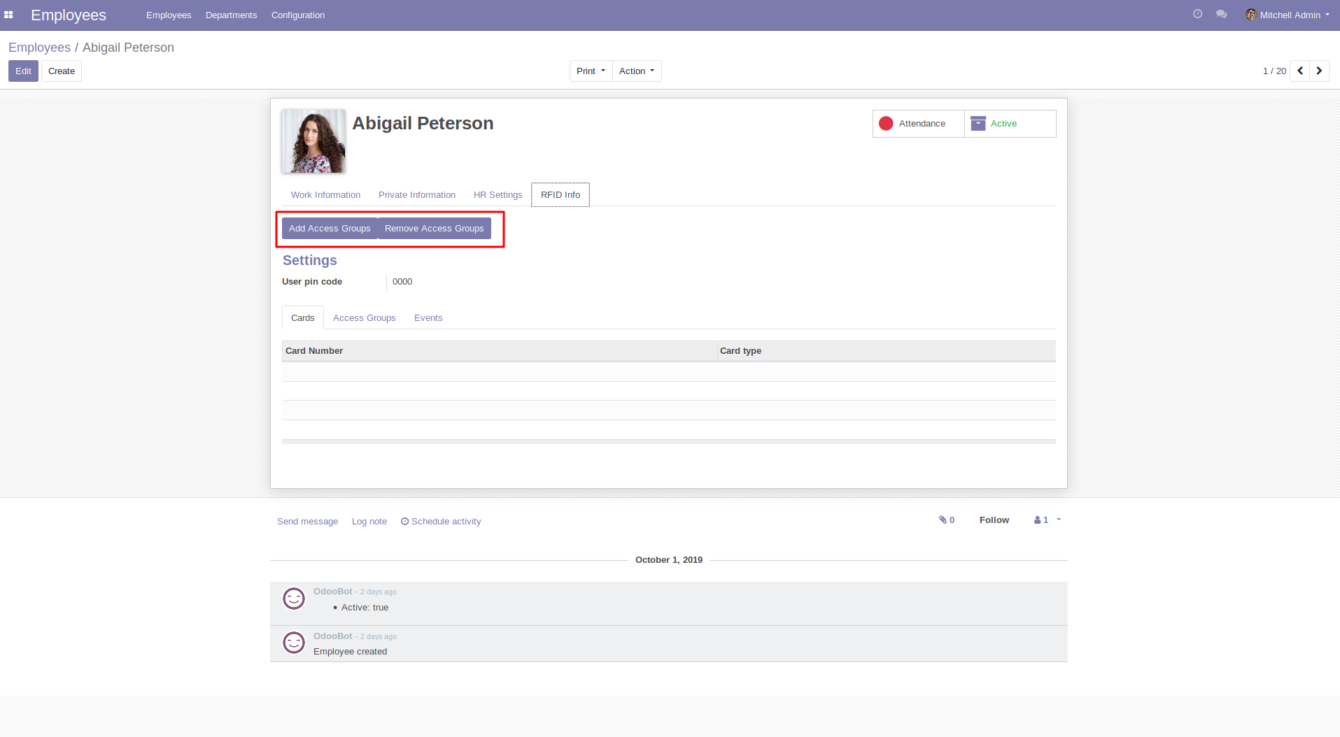 Employees Employees Departments Configuration Mitchell Admin
Employees / Abigail Peterson
Edit Create Print Action 1 / 20
Abigail Peterson Attendance Active
Work Information Private Information HR Settings RFID Info
Add Access Groups Remove Access Groups
Settings
User pin code 0000
Cards Access Groups Events
Card Number Card type
Send message Log note Schedule activity 0 Follow 1
October 1, 2019
OdooBot - 2 days ago
• Active: true
OdooBot - 2 days ago
Employee created